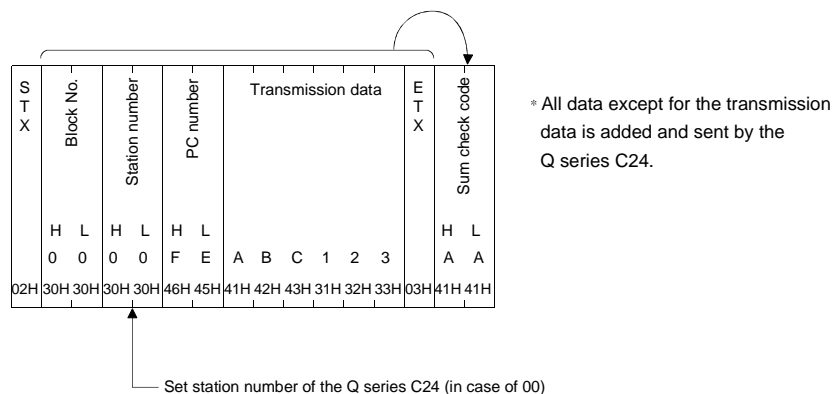 STX
Block No.
Station number
PC number
Transmission data
ETX
Sum check code
H L H L H L H L
0 0 0 0 F E A B C 1 2 3 A A
02H 30H 30H 30H 30H 46H 45H 41H 42H 43H 31H 32H 33H 03H 41H 41H
* All data except for the transmission
data is added and sent by the
Q series C24.
Set station number of the Q series C24 (in case of 00)